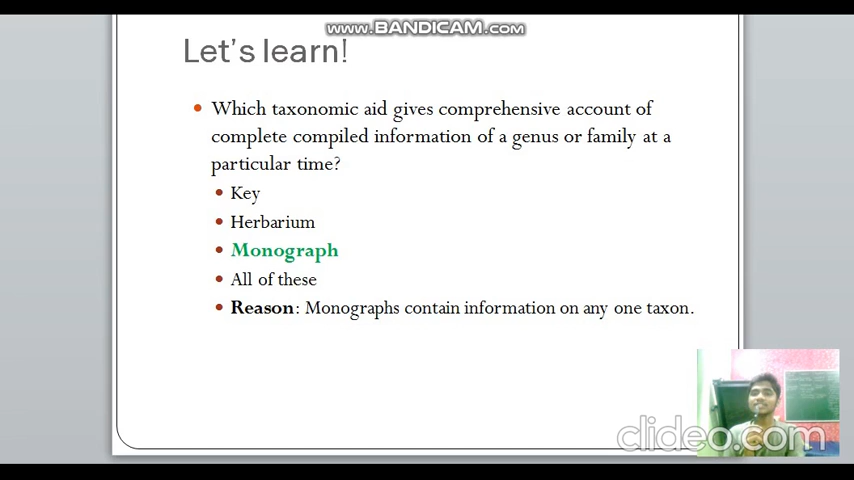 www.BANDICAM.com
Let's learn!
Which taxonomic aid gives comprehensive account of
complete compiled information of a genus or family at a
particular time?
Key
Herbarium
Monograph
All of these
Reason: Monographs contain information on any one taxon.
clideo.com